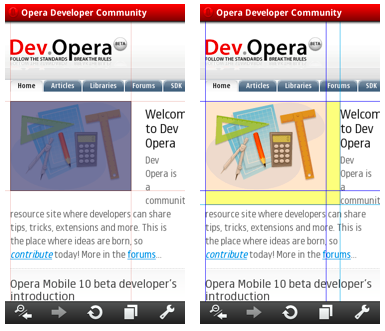 Opera Developer Community
Dev.Opera BETA
FOLLOW THE STANDARDS BREAK THE RULES
Home Articles Libraries Forums SDK
Welcom
to Dev
Opera
Dev
Opera is
a
communit
resource site where developers can share
tips, tricks, extensions and more. This is
the place where ideas are born, so
contribute today! More in the forums.
Opera Mobile 10 beta developer's
introduction
Opera Developer Community
Dev.Opera BETA
FOLLOW THE STANDARDS BREAK THE RULES
Home Articles Libraries Forums SDK
Welcom
to Dev
Opera
Dev
Opera is
a
communit
resource site where developers can share
tips, tricks, extensions and more. This is
the place where ideas are born, so
contribute today! More in the forums.
Opera Mobile 10 beta developer's
introduction